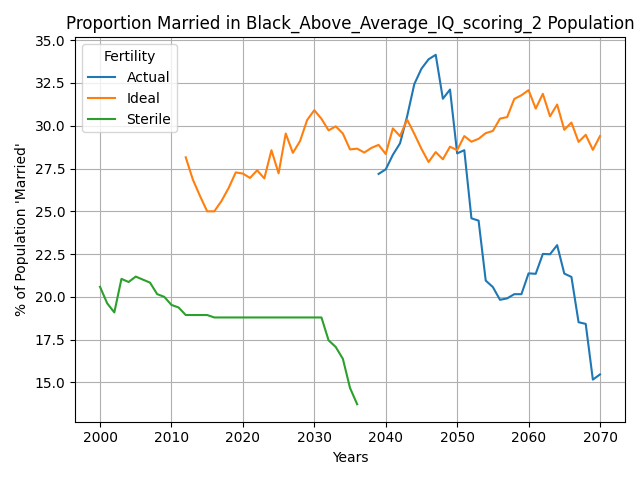 Proportion Married in Black_Above_Average_IQ_scoring_2 Population
% of Population 'Married'
35.0
32.5
30.0
27.5
25.0
22.5
20.0
17.5
15.0
Fertility
Actual
Ideal
Sterile
2000 2010 2020 2030 2040 2050 2060 2070
Years